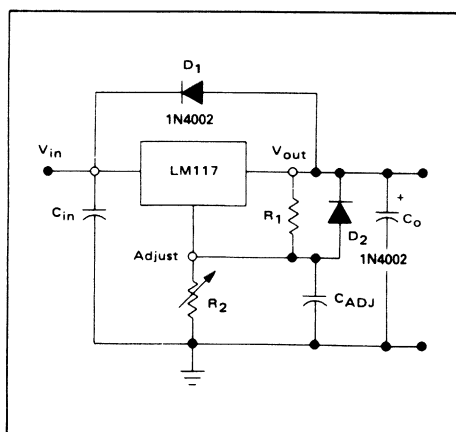 D1
1N4002
Vin
LM117
Vout
Cin
R1
D2
+
Co
1N4002
Adjust
R2
CADJ